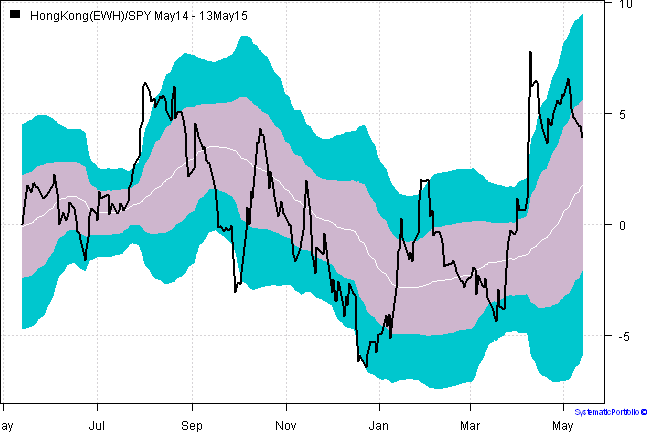 HongKong(EWH)/SPY May14 - 13May15
10
5
0
-5
ay Jul Sep Nov Jan Mar May
SystematicPortfolio ©